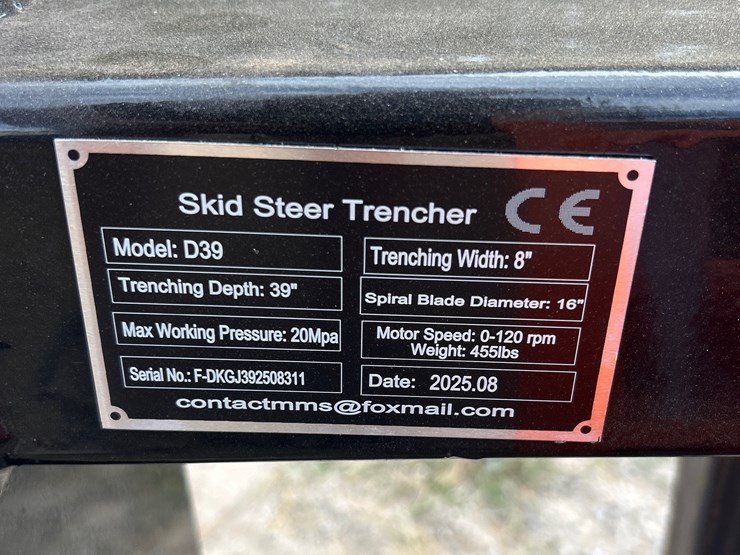 Skid Steer Trencher CE
Model: D39
Trenching Width: 8"
Trenching Depth: 39"
Spiral Blade Diameter: 16"
Max Working Pressure: 20Mpa
Motor Speed: 0-120 rpm
Weight: 455lbs
Serial No.: F-DKGJ392508311
Date: 2025.08
contactmms@foxmail.com